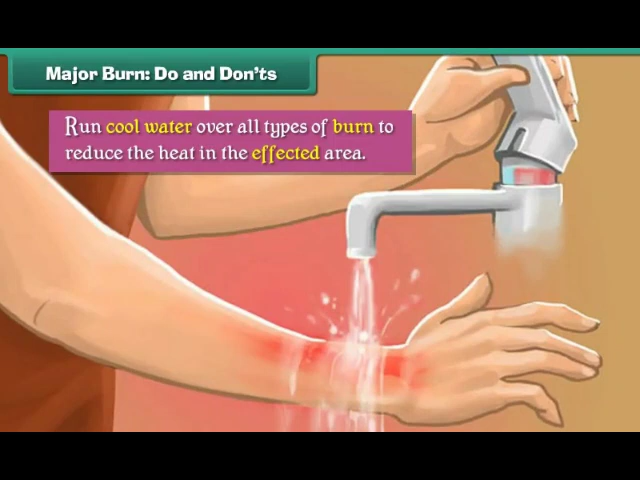 Major Burn: Do and Don'ts
Run cool water over all types of burn to
reduce the heat in the effected area.